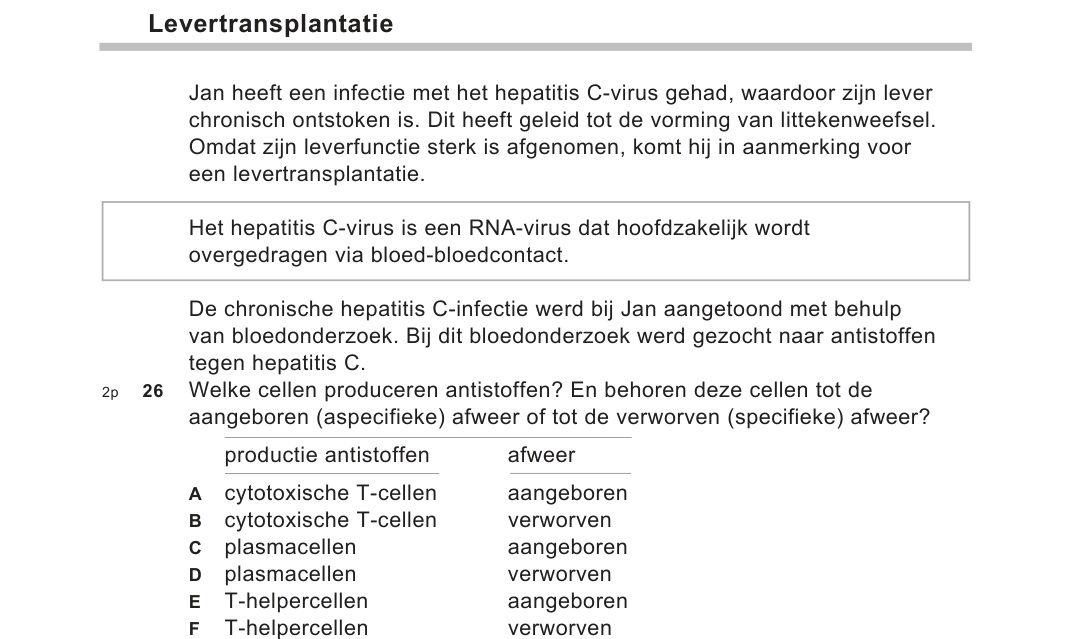 Levertransplantatie
Jan heeft een infectie met het hepatitis C-virus gehad, waardoor zijn lever
chronisch ontstoken is. Dit heeft geleid tot de vorming van littekenweefsel.
Omdat zijn leverfunctie sterk is afgenomen, komt hij in aanmerking voor
een levertransplantatie.
Het hepatitis C-virus is een RNA-virus dat hoofdzakelijk wordt
overgedragen via bloed-bloedcontact.
De chronische hepatitis C-infectie werd bij Jan aangetoond met behulp
van bloedonderzoek. Bij dit bloedonderzoek werd gezocht naar antistoffen
tegen hepatitis C.
2p 26 Welke cellen produceren antistoffen? En behoren deze cellen tot de
aangeboren (aspecifieke) afweer of tot de verworven (specifieke) afweer?
productie antistoffen afweer
A cytotoxische T-cellen aangeboren
B cytotoxische T-cellen verworven
C plasmacellen aangeboren
D plasmacellen verworven
E T-helpercellen aangeboren
F T-helpercellen verworven